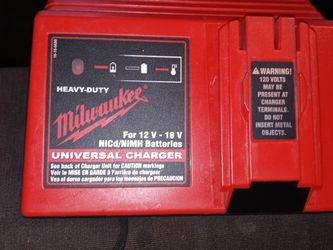 HEAVY-DUTY
Milwaukee
For 12 V - 18 V
NiCd/NiMH Batteries
UNIVERSAL CHARGER
See back of Charger Unit for CAUTION markings
Voir la MISE EN GARDE à l'arrière de chargeur
Vea el dorso cargador para los mensajes de PRECAUCION
WARNING!
120 VOLTS
MAY BE
PRESENT AT
CHARGER
TERMINALS.
DO NOT
INSERT METAL
OBJECTS.